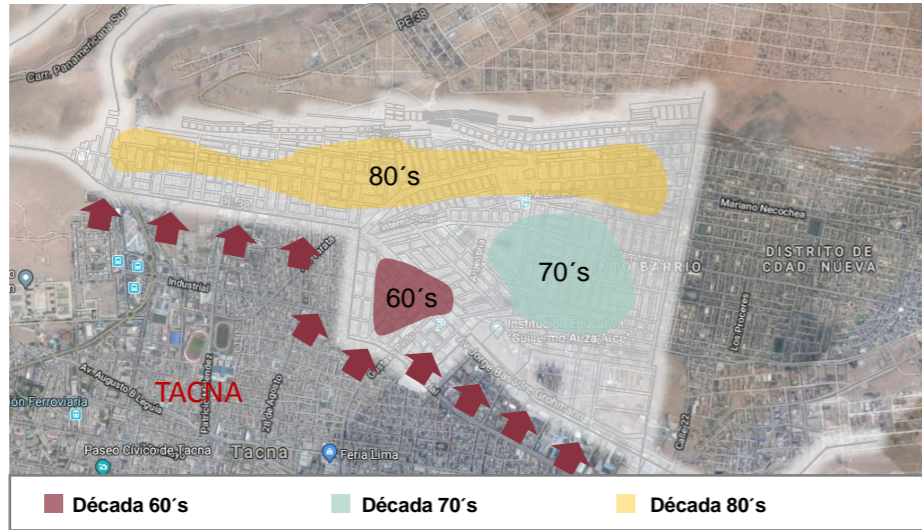 PE-38
Carr. Panamericana Sur
80´s
Mariano Necochea
DISTRITO DE
CDAD. NUEVA
70´s
60´s
Industrial
Institución Educativa
Guillermo Auza Arce
Los Próceres
Av. Augusto B Leguía
TACNA
28 de Agosto
ón Ferroviaria
Calle 22
Paseo Cívico de Tacna
Tacna
Feria Lima
Década 60´s
Década 70´s
Década 80´s